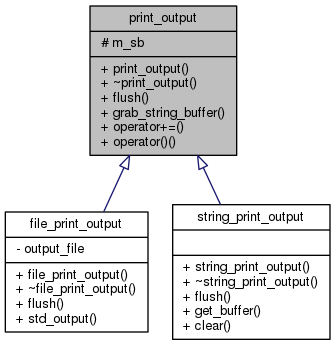 print_output
# m_sb
+ print_output()
+ ~print_output()
+ flush()
+ grab_string_buffer()
+ operator+=()
+ operator()()
file_print_output
- output_file
+ file_print_output()
+ ~file_print_output()
+ flush()
+ std_output()
string_print_output
+ string_print_output()
+ ~string_print_output()
+ flush()
+ get_buffer()
+ clear()